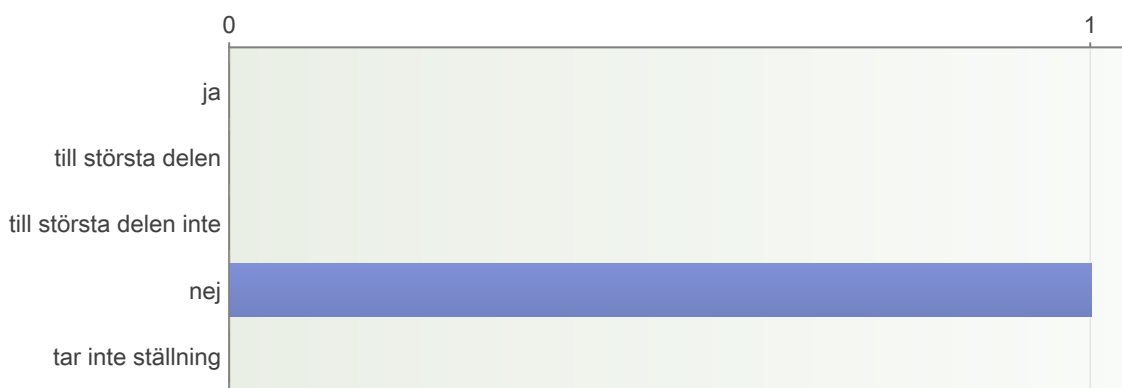 0 1
ja
till största delen
till största delen inte
nej
tar inte ställning